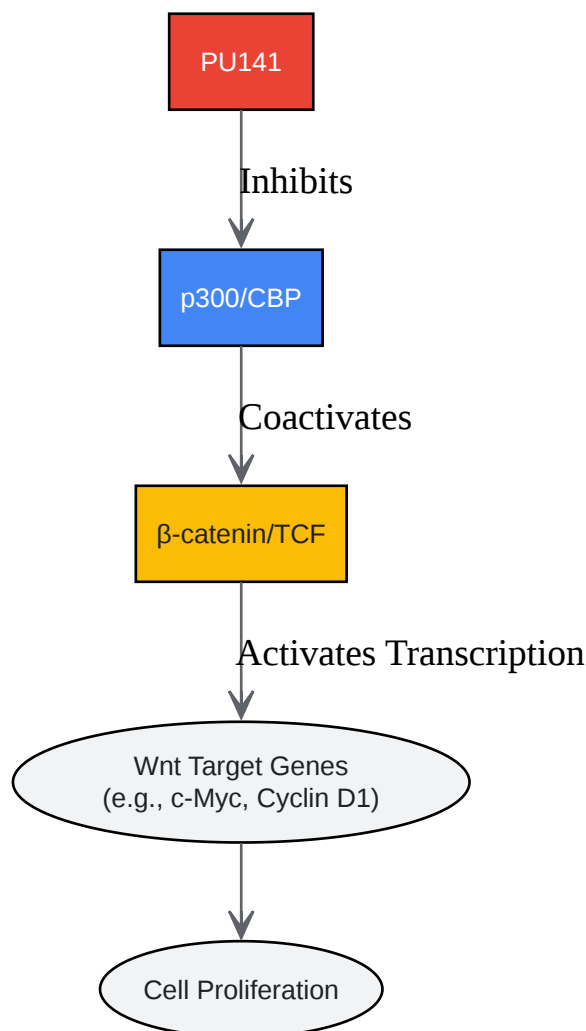 PU141
Inhibits
p300/CBP
Coactivates
β-catenin/TCF
Activates Transcription
Wnt Target Genes
(e.g., c-Myc, Cyclin D1)
Cell Proliferation